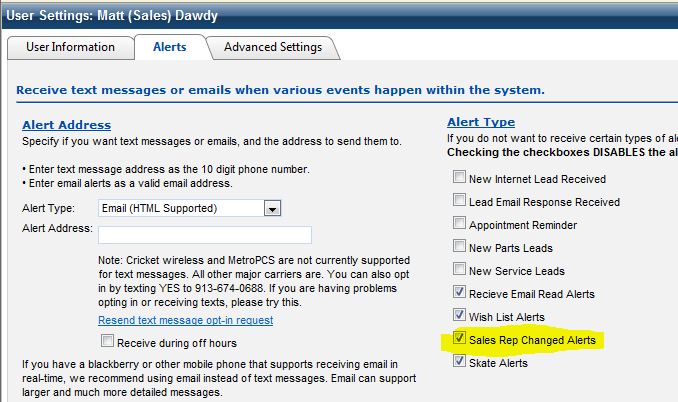 User Settings: Matt (Sales) Dawdy
User Information
Alerts
Advanced Settings
Receive text messages or emails when various events happen within the system.
Alert Address
Specify if you want text messages or emails, and the address to send them to.
• Enter text message address as the 10 digit phone number.
• Enter email alerts as a valid email address.
Alert Type: Email (HTML Supported)
Alert Address:
Note: Cricket wireless and MetroPCS are not currently supported
for text messages. All other major carriers are. You can also opt
in by texting YES to 913-674-0688. If you are having problems
opting in or receiving texts, please try this.
Resend text message opt-in request
Receive during off hours
If you have a blackberry or other mobile phone that supports receiving email in
real-time, we recommend using email instead of text messages. Email can support
larger and much more detailed messages.
Alert Type
If you do not want to receive certain types of al
Checking the checkboxes DISABLES the al
New Internet Lead Received
Lead Email Response Received
Appointment Reminder
New Parts Leads
New Service Leads
Recieve Email Read Alerts
Wish List Alerts
Sales Rep Changed Alerts
Skate Alerts